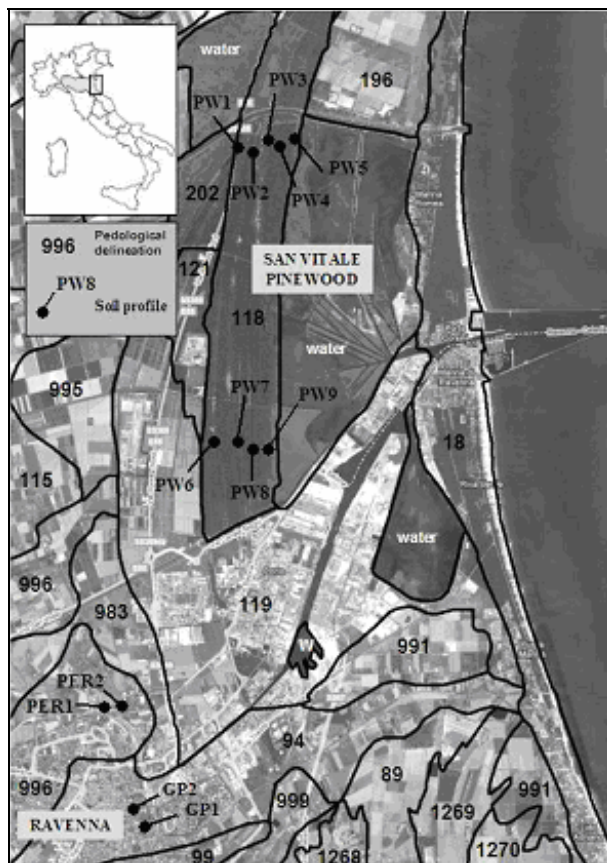 water
196
PW3
PW1
PW5
PW2
PW4
202
996 Pedological
delineation
PW8
Soil profile
121
SAN VITALE
PINEWOOD
118
water
995
PW7
PW9
18
PW6
PW8
115
water
996
983
119
W
991
PER2
PER1
94
89
996
GP2
999
1269
991
GP1
RAVENNA
99
1268
1270